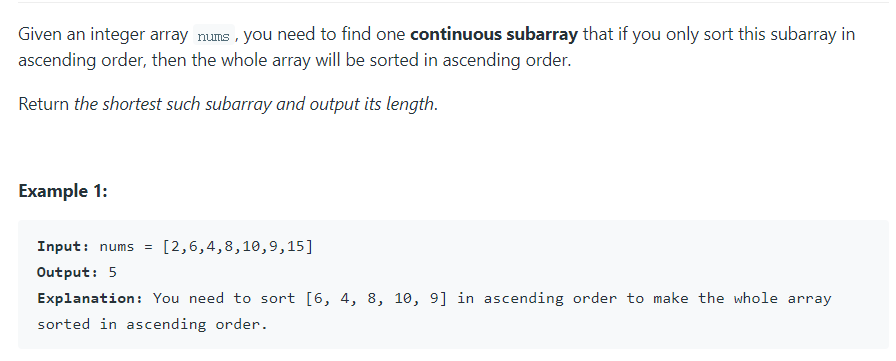 Given an integer array nums, you need to find one continuous subarray that if you only sort this subarray in
ascending order, then the whole array will be sorted in ascending order.
Return the shortest such subarray and output its length.
Example 1:
Input: nums = [2,6,4,8,10,9,15]
Output: 5
Explanation: You need to sort [6, 4, 8, 10, 9] in ascending order to make the whole array
sorted in ascending order.